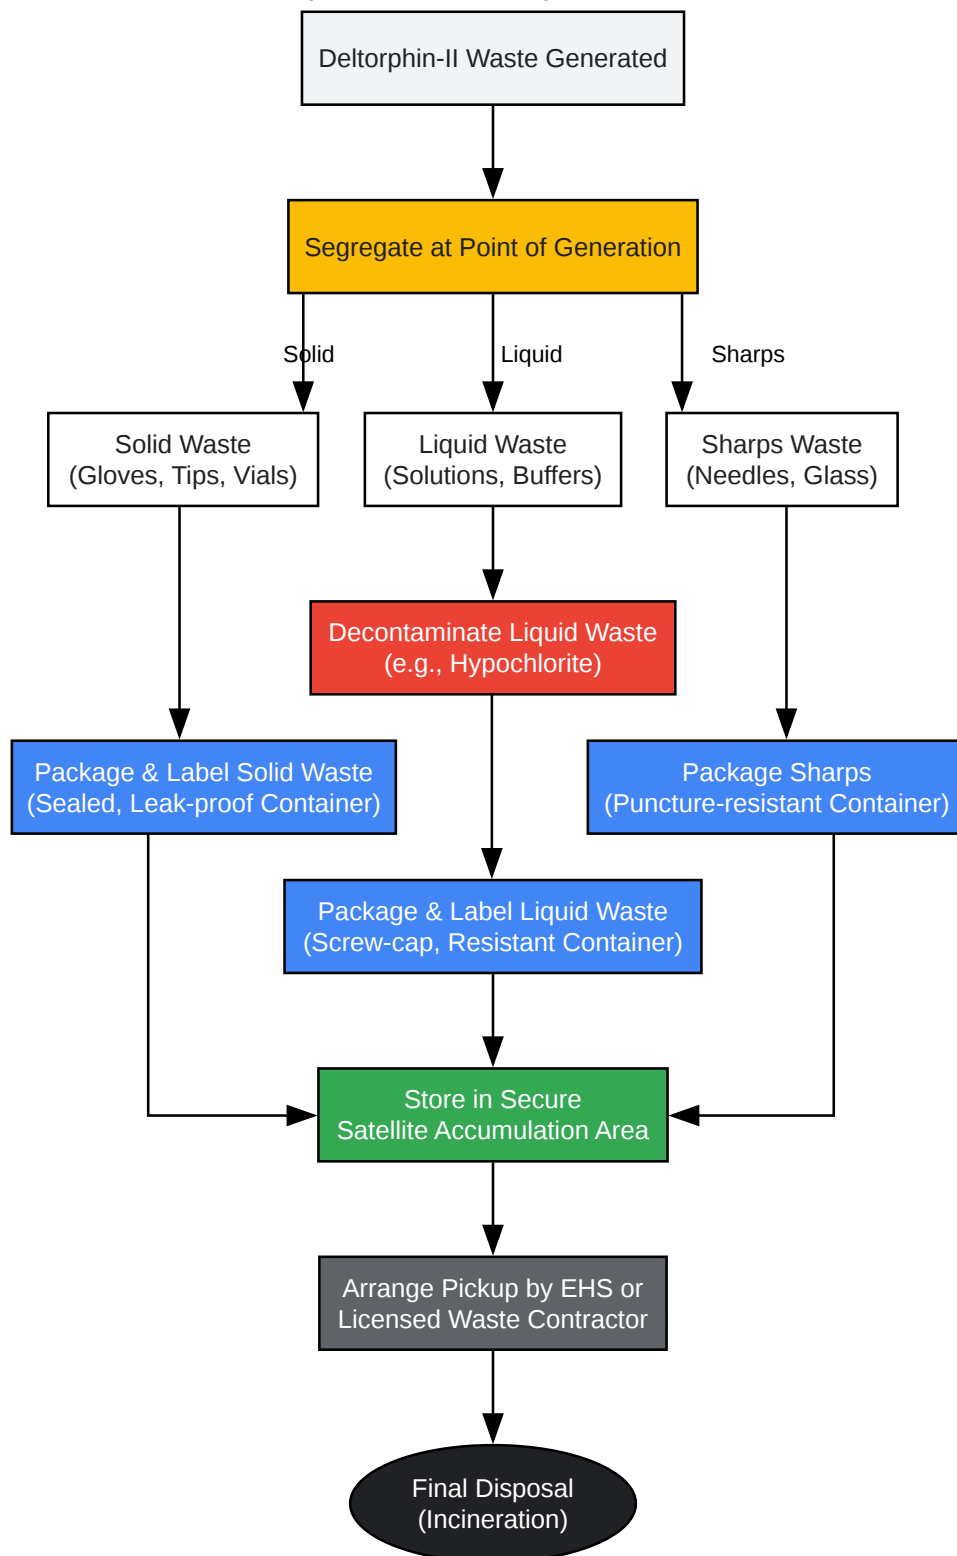 Deltorphin-II Waste Generated
Segregate at Point of Generation
Solid
Liquid
Sharps
Solid Waste
(Gloves, Tips, Vials)
Liquid Waste
(Solutions, Buffers)
Sharps Waste
(Needles, Glass)
Decontaminate Liquid Waste
(e.g., Hypochlorite)
Package & Label Solid Waste
(Sealed, Leak-proof Container)
Package Sharps
(Puncture-resistant Container)
Package & Label Liquid Waste
(Screw-cap, Resistant Container)
Store in Secure
Satellite Accumulation Area
Arrange Pickup by EHS or
Licensed Waste Contractor
Final Disposal
(Incineration)